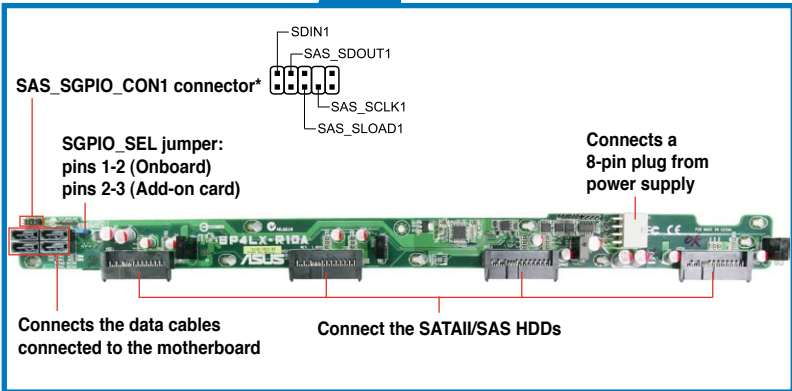 SDIN1
SAS_SDOUT1
SAS_SGPIO_CON1 connector*
SAS_SCLK1
SAS_SLOAD1
SGPIO_SEL jumper:
pins 1-2 (Onboard)
pins 2-3 (Add-on card)
Connects a
8-pin plug from
power supply
BP4LX-R1DA
ASUS
Connects the data cables
connected to the motherboard
Connect the SATAII/SAS HDDs